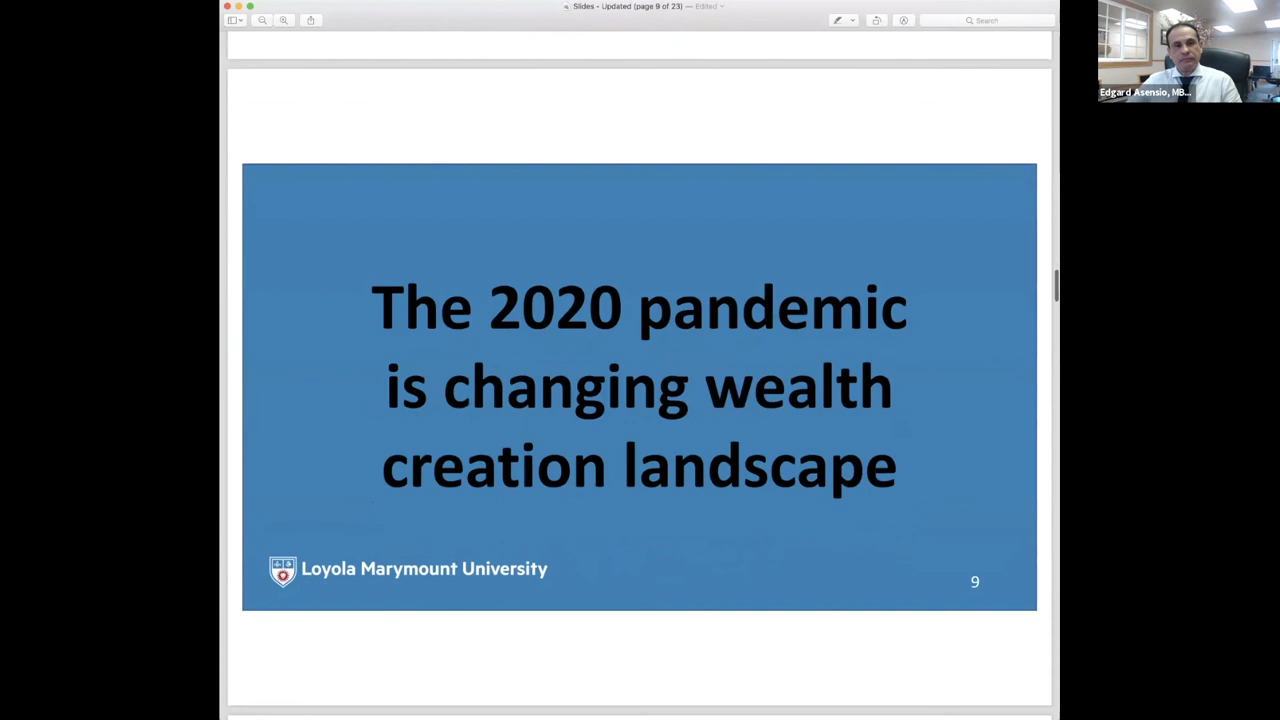 Slides - Updated (page 9 of 23) — Edited
Search
Edgard Asensio, MB...
The 2020 pandemic
is changing wealth
creation landscape
Loyola Marymount University
9